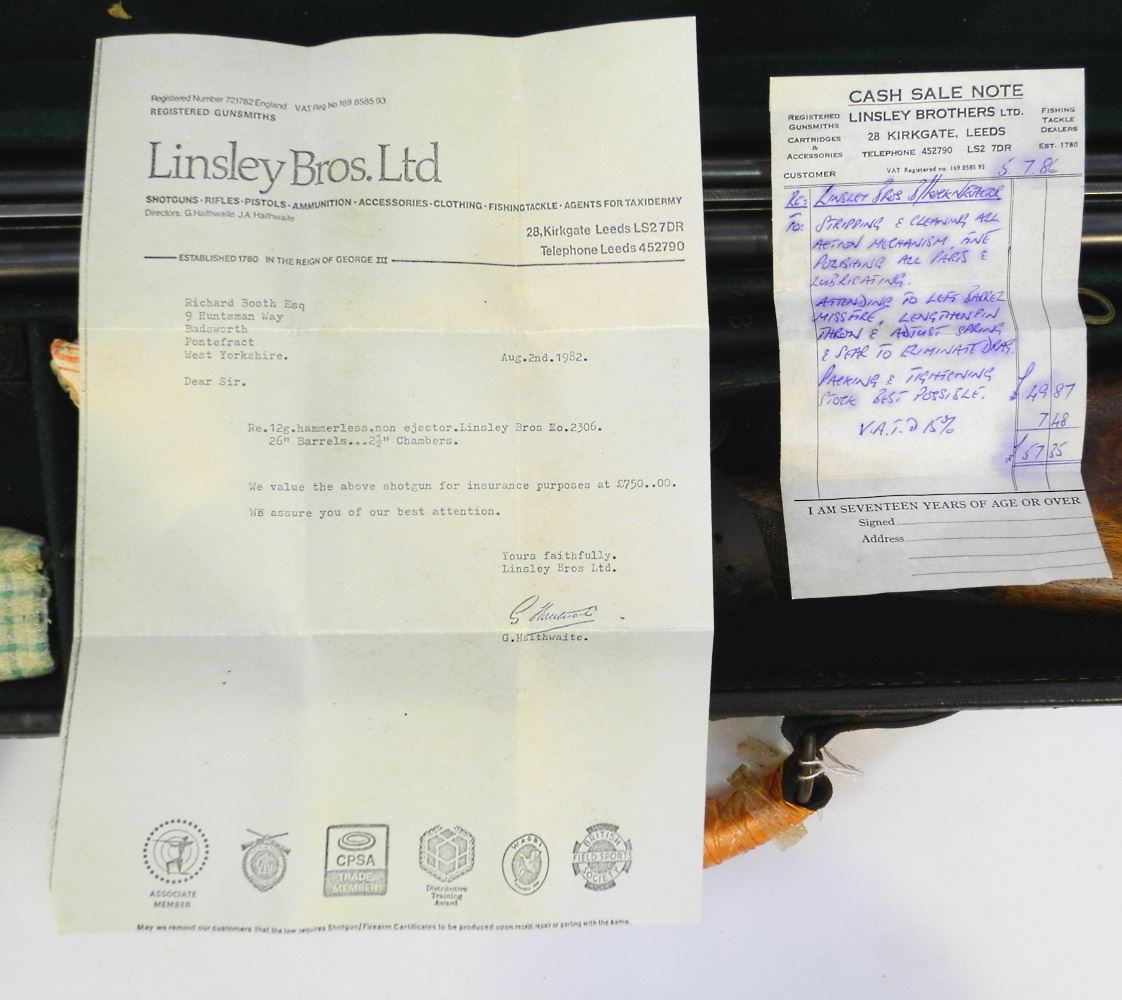 Registered Number 721782 England VAT Reg No 169 8585 93
REGISTERED GUNSMITHS
Linsley Bros. Ltd
SHOTGUNS · RIFLES · PISTOLS · AMMUNITION · ACCESSORIES · CLOTHING · FISHING TACKLE · AGENTS FOR TAXIDERMY
Directors. G.Haithwaite J.A.Haithwaite
28,Kirkgate Leeds LS2 7DR
Telephone Leeds 452790
ESTABLISHED 1780 IN THE REIGN OF GEORGE III
Richard Booth Esq
9 Huntsman Way
Badsworth
Pontefract
West Yorkshire.
Aug.2nd.1982.
Dear Sir.
Re.12g.hammerless.non ejector.Linsley Bros No.2306.
26" Barrels...2½" Chambers.
We value the above shotgun for insurance purposes at £750..00.
WE assure you of our best attention.
Yours faithfully.
Linsley Bros Ltd.
G.Haithwaite.
ASSOCIATE
MEMBER
CPSA
TRADE
MEMBER
Distributive
Training
Award
WAGBI
BRITISH
FIELD SPORTS
SOCIETY
May we remind our customers that the law requires Shotgun/Firearm Certificates to be produced upon receipt, repair or parting with the same.
CASH SALE NOTE
REGISTERED
GUNSMITHS
CARTRIDGES
&
ACCESSORIES
LINSLEY BROTHERS LTD.
28 KIRKGATE, LEEDS
TELEPHONE 452790 LS2 7DR
FISHING
TACKLE
DEALERS
EST. 1780
VAT Registered no 169 8585 93
CUSTOMER
5 7.86
RE: LINSLEY BROS
TO: STRIPPING & CLEANING ALL
ACTION MECHANISM, FINE
POLISHING ALL PARTS &
LUBRICATING.
ATTENDING TO LEFT BARREL
MISSFIRE, LENGTHEN PIN
THROW & ADJUST SPRING
& SEAR TO ELIMINATE DRAG.
PACKING & TIGHTENING
STOCK BEST POSSIBLE. £ 49 87
V.A.T. @ 15% 7 48
£ 57 35
I AM SEVENTEEN YEARS OF AGE OR OVER
Signed
Address